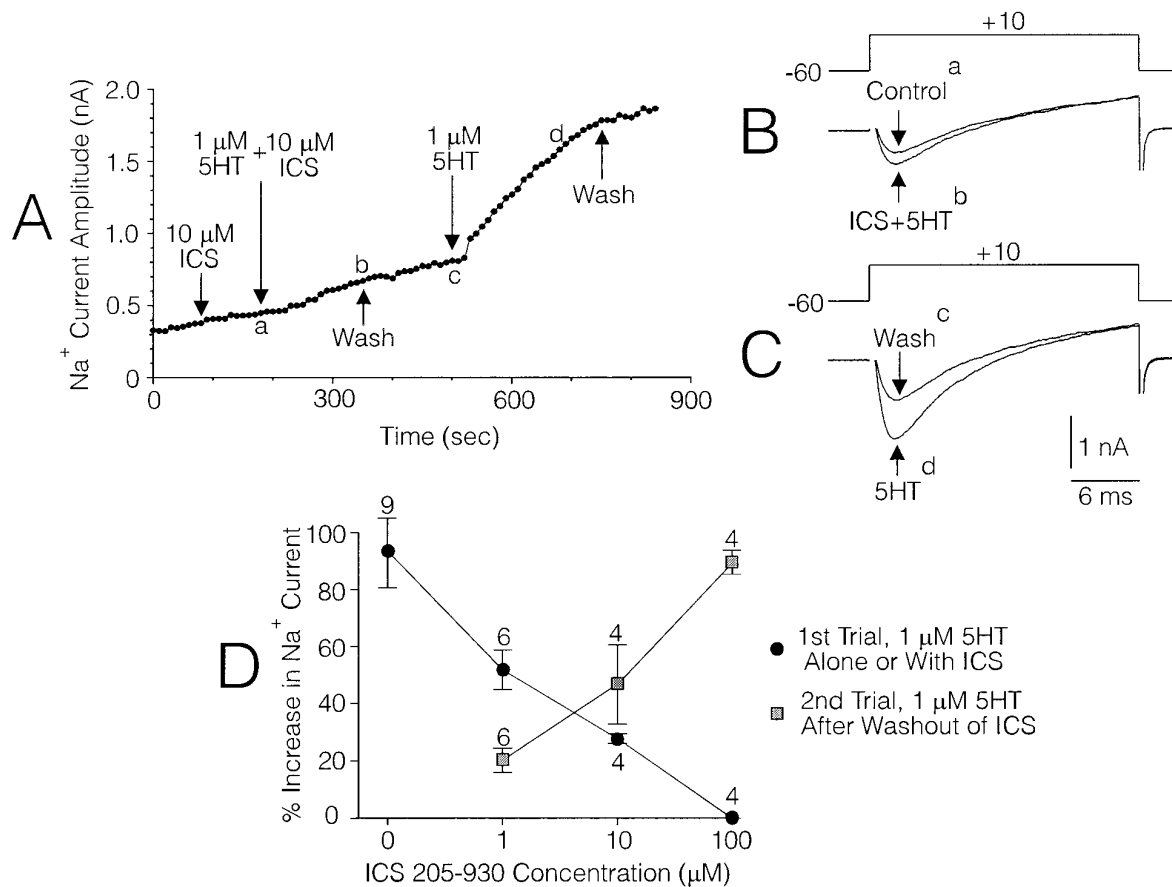 A
Na+ Current Amplitude (nA)
2.0
1.5
1.0
0.5
0
0
300
600
900
Time (sec)
10 μM
ICS
1 μM
5HT
+
10 μM
ICS
a
b
Wash
1 μM
5HT
c
d
Wash
B
+10
-60
a
Control
b
ICS+5HT
C
+10
-60
c
Wash
d
5HT
1 nA
6 ms
D
% Increase in Na+ Current
100
80
60
40
20
0
0
1
10
100
ICS 205-930 Concentration (μM)
9
6
6
4
4
4
4
1st Trial, 1 μM 5HT
Alone or With ICS
2nd Trial, 1 μM 5HT
After Washout of ICS